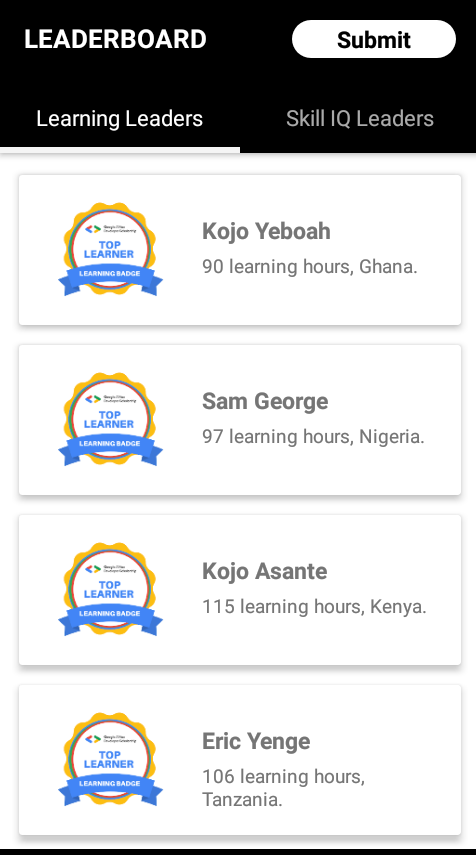 LEADERBOARD
Submit
Learning Leaders
Skill IQ Leaders
TOP
LEARNER
LEARNING BADGE
Kojo Yeboah
90 learning hours, Ghana.
TOP
LEARNER
LEARNING BADGE
Sam George
97 learning hours, Nigeria.
TOP
LEARNER
LEARNING BADGE
Kojo Asante
115 learning hours, Kenya.
TOP
LEARNER
LEARNING BADGE
Eric Yenge
106 learning hours,
Tanzania.